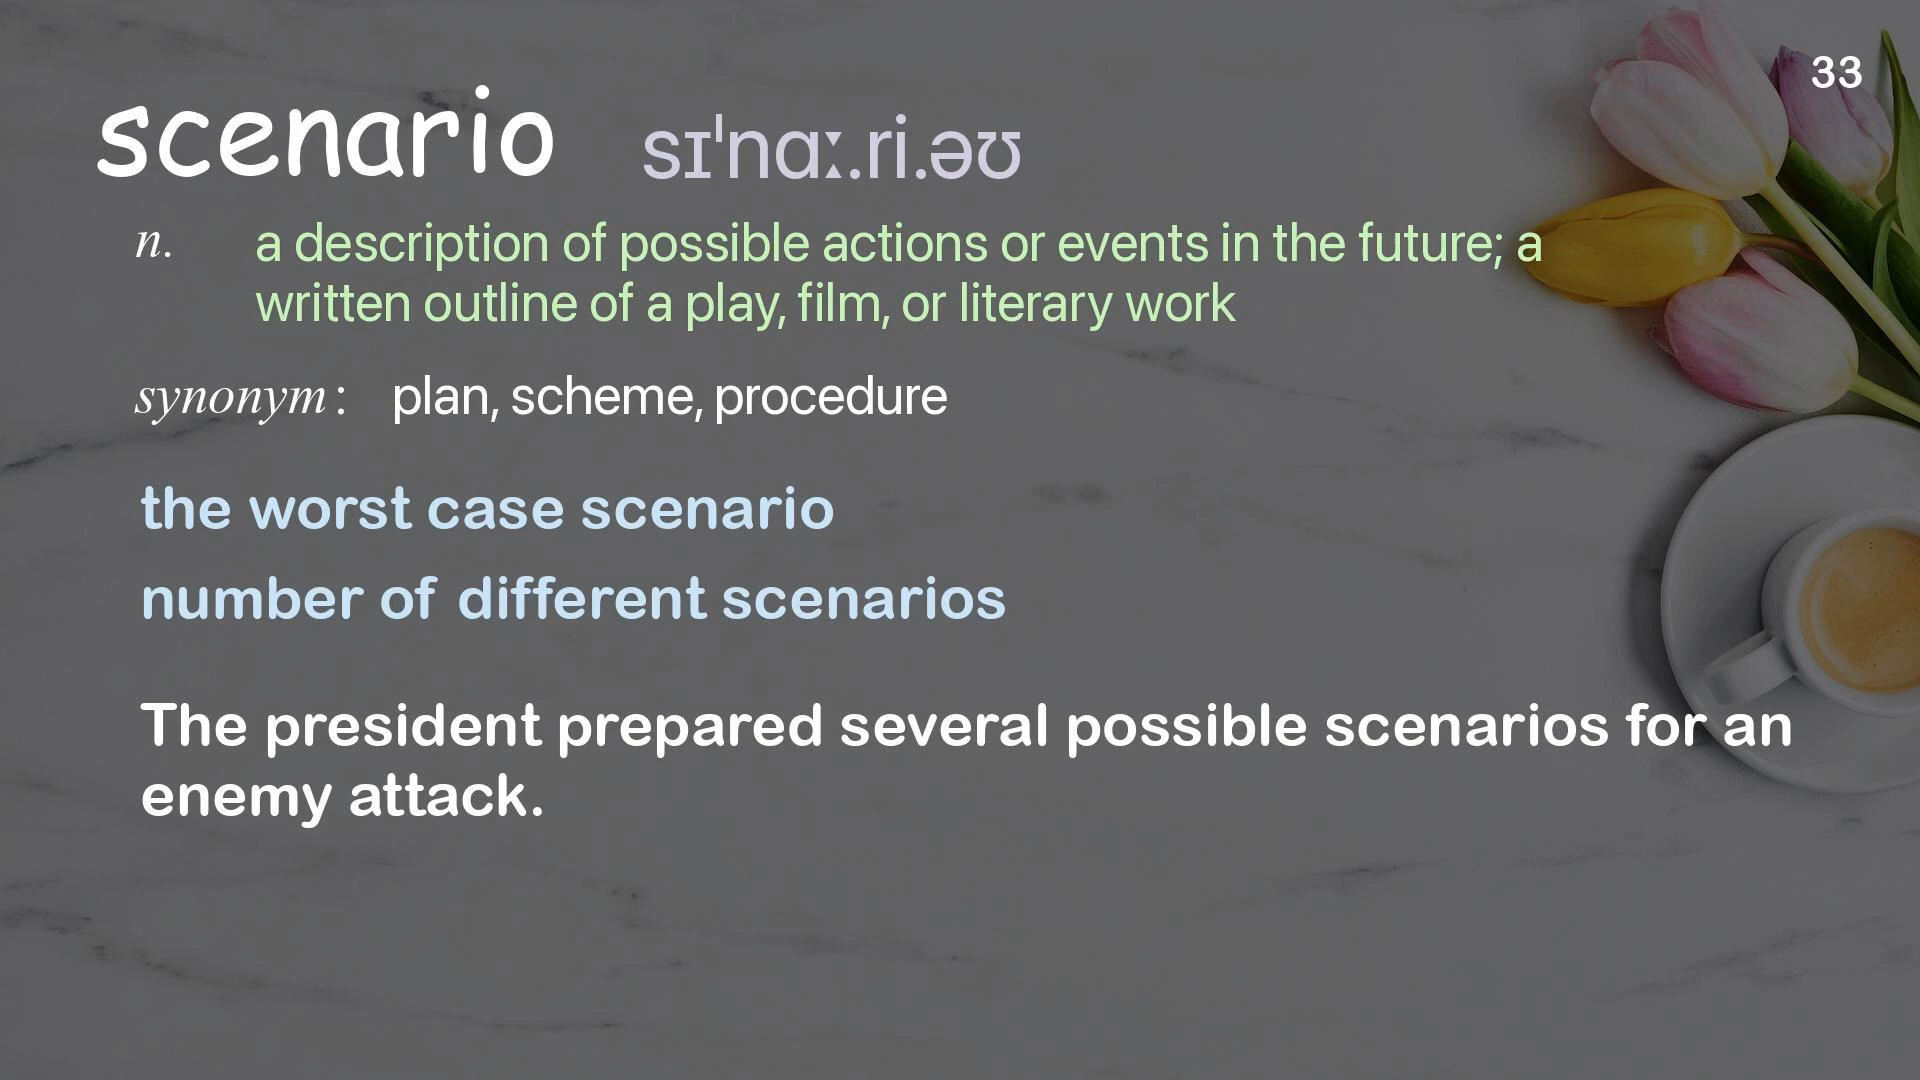 33
scenario sɪˈnɑː.ri.əʊ
n. a description of possible actions or events in the future; a
written outline of a play, film, or literary work
synonym: plan, scheme, procedure
the worst case scenario
number of different scenarios
The president prepared several possible scenarios for an
enemy attack.